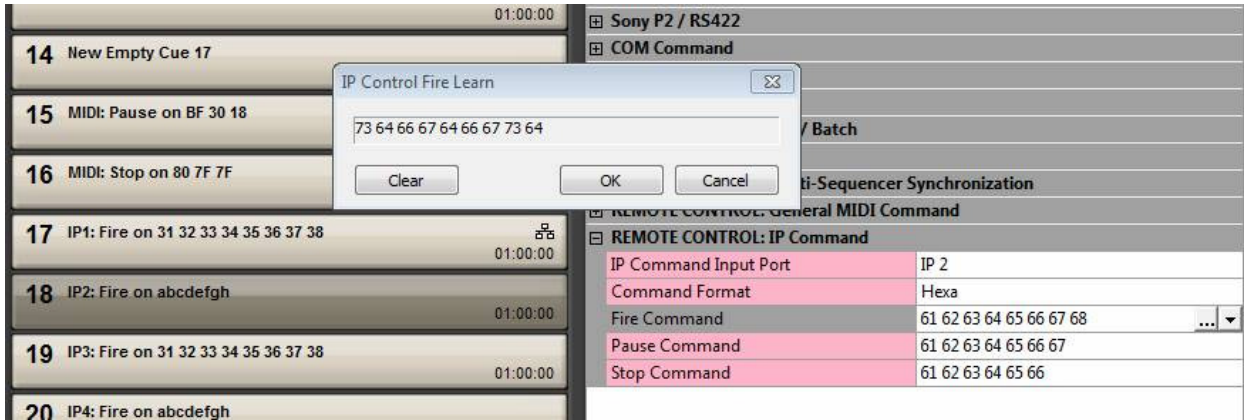 01:00:00
14 New Empty Cue 17
15 MIDI: Pause on BF 30 18
16 MIDI: Stop on 80 7F 7F
17 IP1: Fire on 31 32 33 34 35 36 37 38
01:00:00
18 IP2: Fire on abcdefgh
01:00:00
19 IP3: Fire on 31 32 33 34 35 36 37 38
01:00:00
20 IP4: Fire on abcdefgh
IP Control Fire Learn
73 64 66 67 64 66 67 73 64
Clear OK Cancel
Sony P2 / RS422
COM Command
/ Batch
ti-Sequencer Synchronization
REMOTE CONTROL: General MIDI Command
REMOTE CONTROL: IP Command
IP Command Input Port IP 2
Command Format Hexa
Fire Command 61 62 63 64 65 66 67 68 ...
Pause Command 61 62 63 64 65 66 67
Stop Command 61 62 63 64 65 66